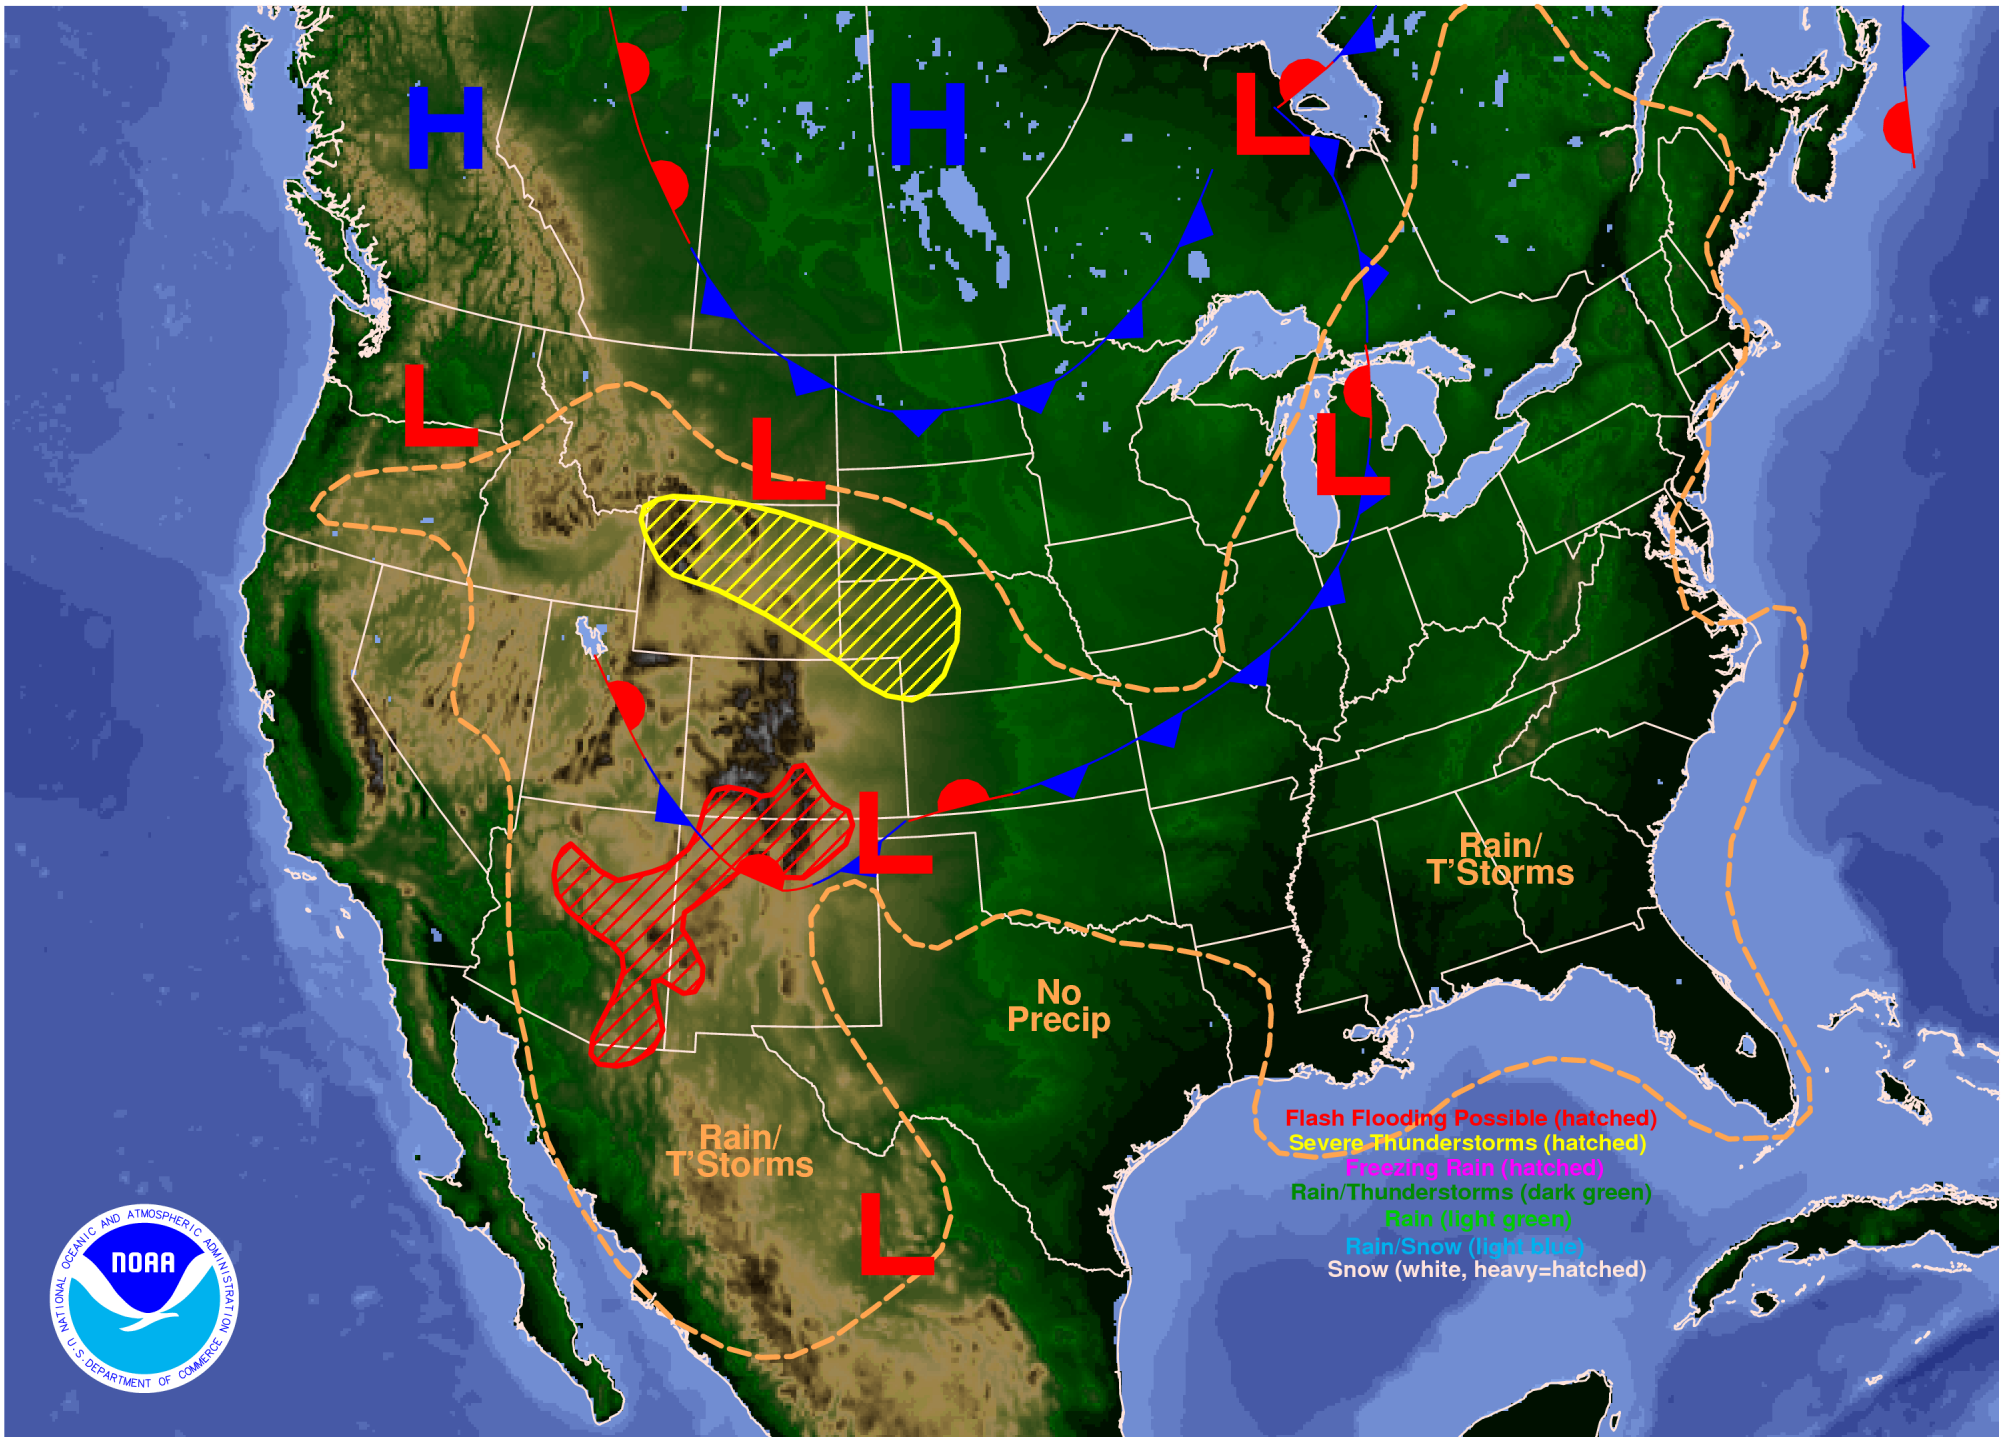 H
H
L
L
L
L
L
Rain/
T'Storms
No
Precip
Rain/
T'Storms
L
Flash Flooding Possible (hatched)
Severe Thunderstorms (hatched)
Freezing Rain (hatched)
Rain/Thunderstorms (dark green)
Rain (light green)
Rain/Snow (light blue)
Snow (white, heavy=hatched)
NATIONAL OCEANIC AND ATMOSPHERIC ADMINISTRATION
NOAA
U.S. DEPARTMENT OF COMMERCE